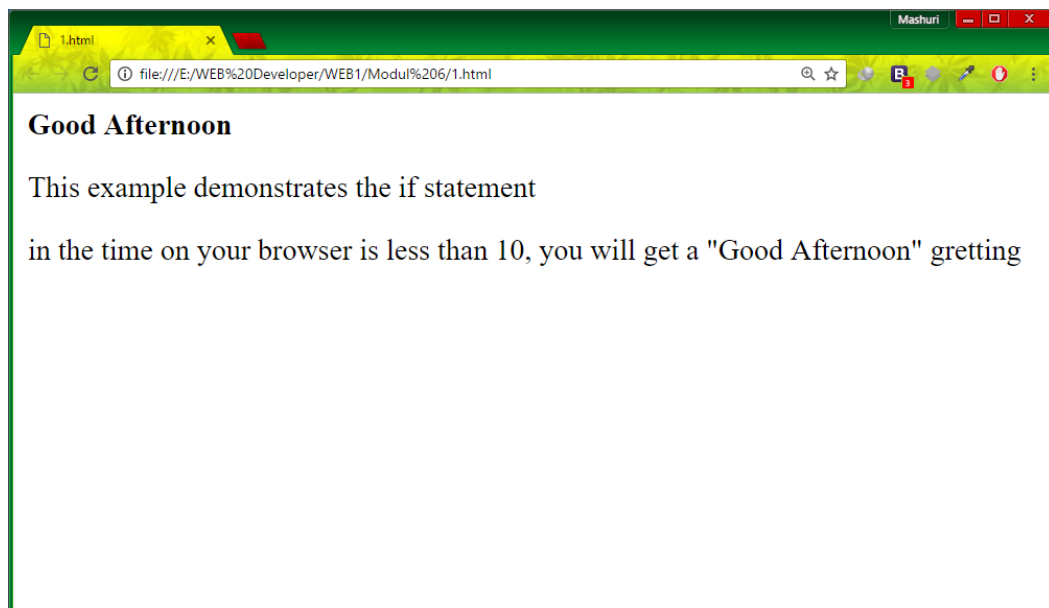 Mashuri
1.html
file:///E:/WEB%20Developer/WEB1/Modul%206/1.html
B
3
Good Afternoon
This example demonstrates the if statement
in the time on your browser is less than 10, you will get a "Good Afternoon" gretting